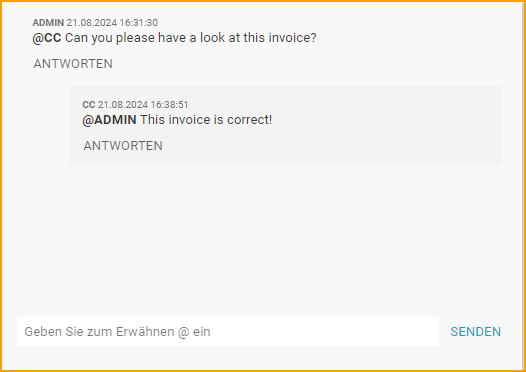 ADMIN 21.08.2024 16:31:30
@CC Can you please have a look at this invoice?
ANTWORTEN
CC 21.08.2024 16:38:51
@ADMIN This invoice is correct!
ANTWORTEN
Geben Sie zum Erwähnen @ ein
SENDEN